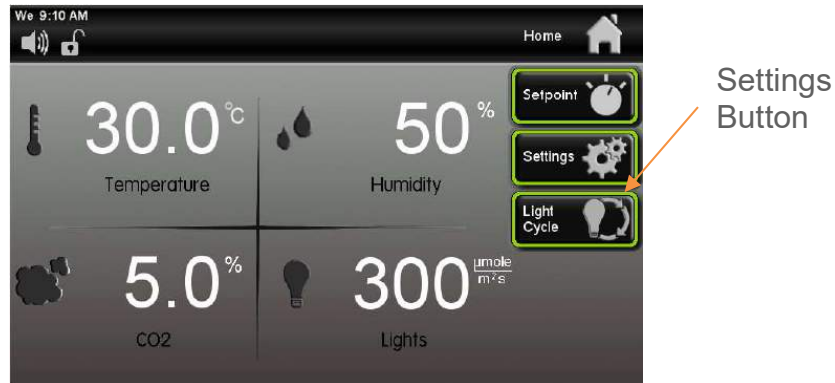 We 9:10 AM
Home
30.0 °C
Temperature
50 %
Humidity
Setpoint
Settings
Light
Cycle
5.0 %
CO2
300 µmole
m²s
Lights
Settings
Button